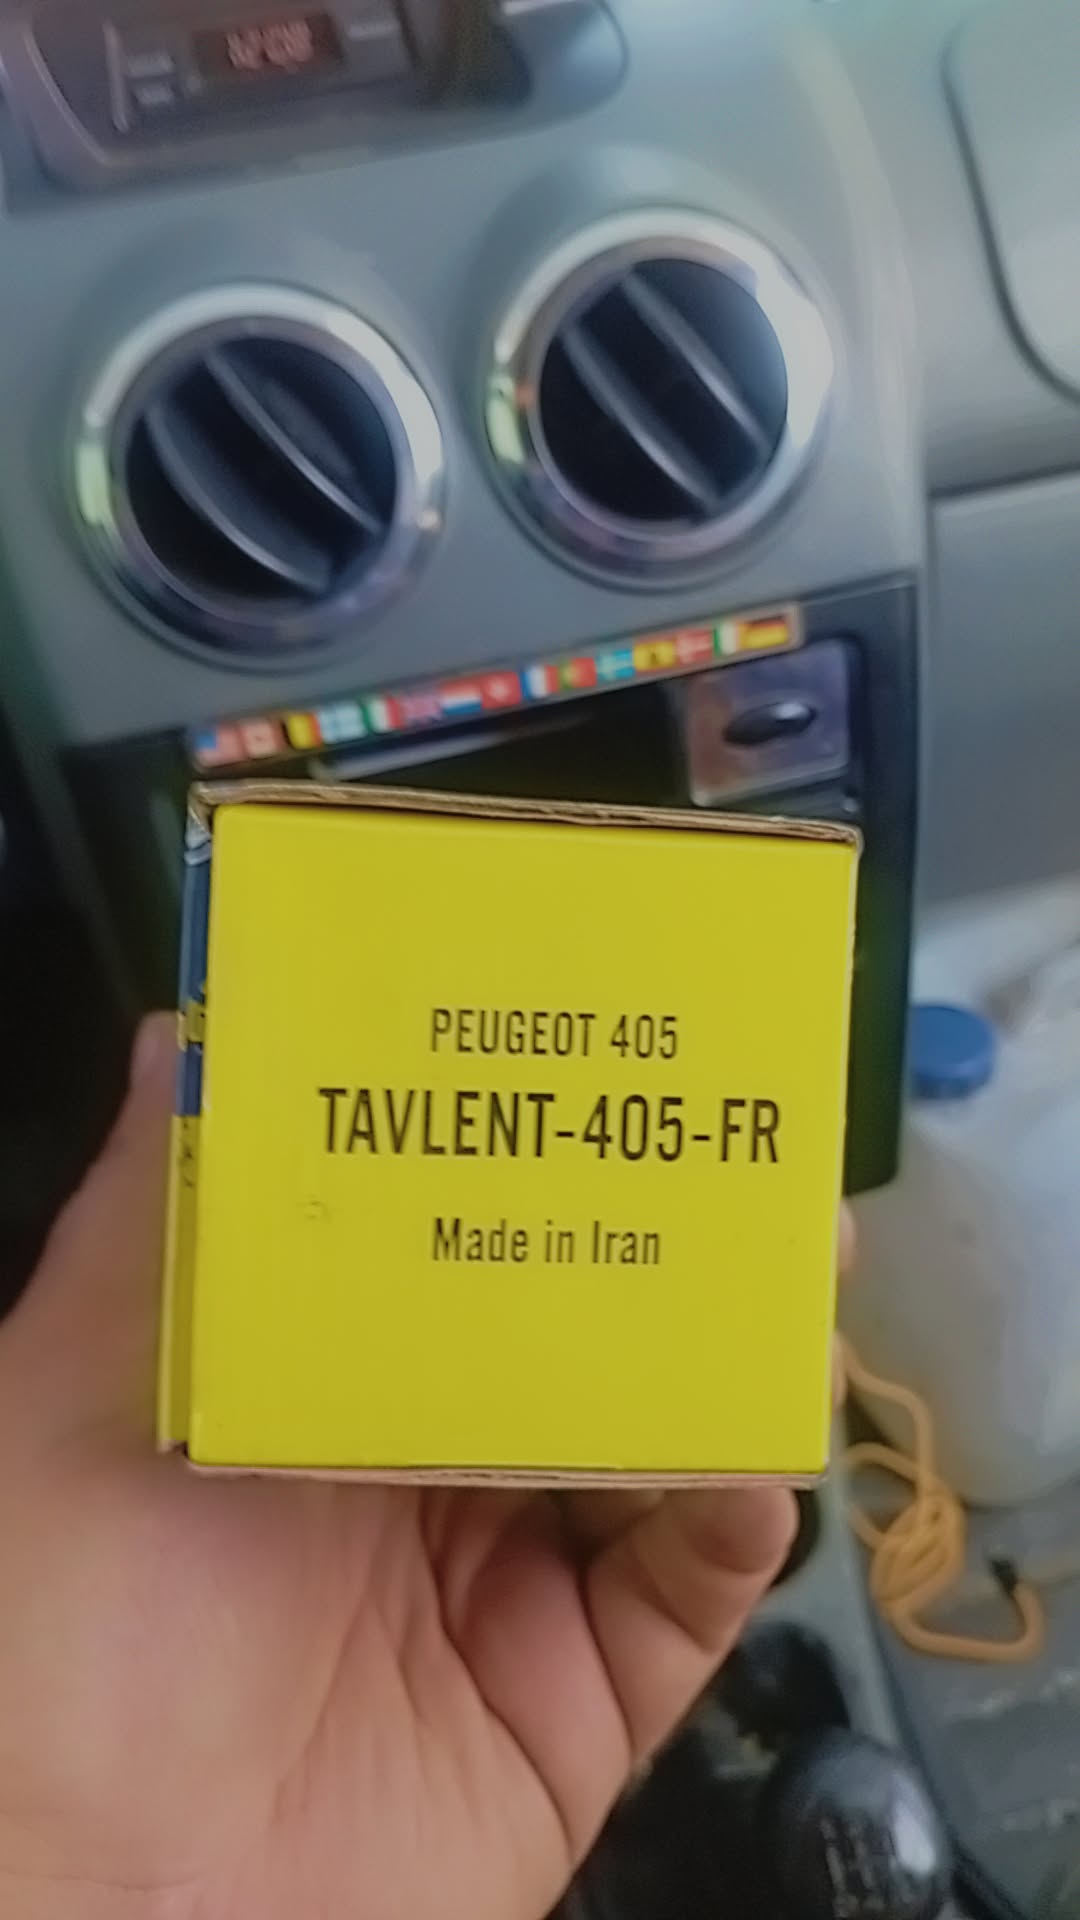 PEUGEOT 405
TAVLENT-405-FR
Made in Iran